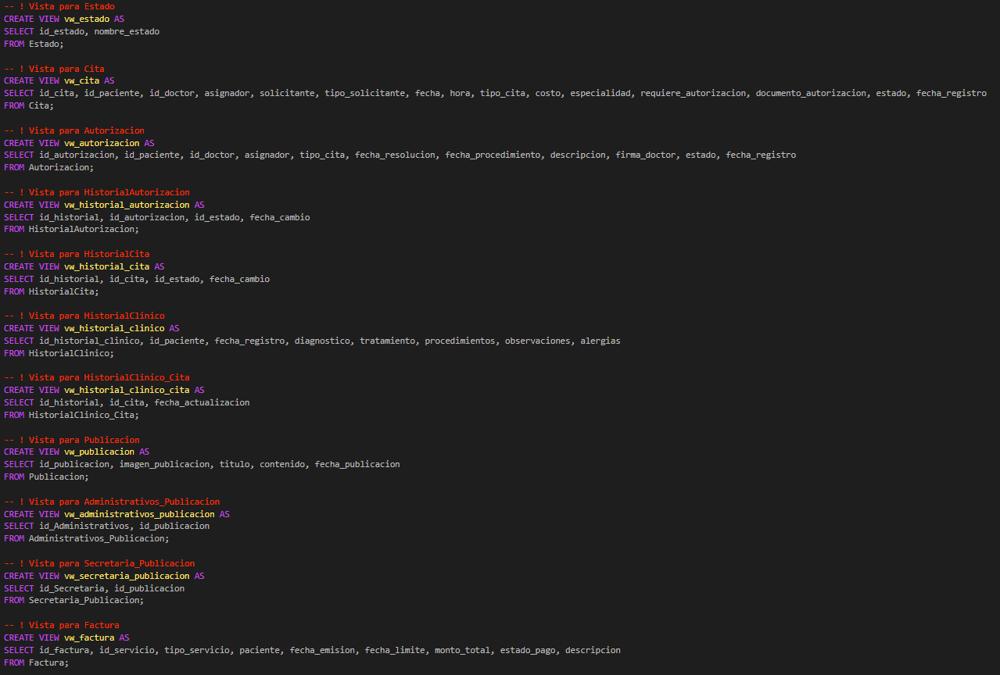 -- ! Vista para Estado
CREATE VIEW vw_estado AS
SELECT id_estado, nombre_estado
FROM Estado;
-- ! Vista para Cita
CREATE VIEW vw_cita AS
SELECT id_cita, id_paciente, id_doctor, asignador, solicitante, tipo_solicitante, fecha, hora, tipo_cita, costo, especialidad, requiere_autorizacion, documento_autorizacion, estado, fecha_registro
FROM Cita;
-- ! Vista para Autorizacion
CREATE VIEW vw_autorizacion AS
SELECT id_autorizacion, id_paciente, id_doctor, asignador, tipo_cita, fecha_resolucion, fecha_procedimiento, descripcion, firma_doctor, estado, fecha_registro
FROM Autorizacion;
-- ! Vista para HistorialAutorizacion
CREATE VIEW vw_historial_autorizacion AS
SELECT id_historial, id_autorizacion, id_estado, fecha_cambio
FROM HistorialAutorizacion;
-- ! Vista para HistorialCita
CREATE VIEW vw_historial_cita AS
SELECT id_historial, id_cita, id_estado, fecha_cambio
FROM HistorialCita;
-- ! Vista para HistorialClinico
CREATE VIEW vw_historial_clinico AS
SELECT id_historial_clinico, id_paciente, fecha_registro, diagnostico, tratamiento, procedimientos, observaciones, alergias
FROM HistorialClinico;
-- ! Vista para HistorialClinico_Cita
CREATE VIEW vw_historial_clinico_cita AS
SELECT id_historial, id_cita, fecha_actualizacion
FROM HistorialClinico_Cita;
-- ! Vista para Publicacion
CREATE VIEW vw_publicacion AS
SELECT id_publicacion, imagen_publicacion, titulo, contenido, fecha_publicacion
FROM Publicacion;
-- ! Vista para Administrativos_Publicacion
CREATE VIEW vw_administrativos_publicacion AS
SELECT id_Administrativos, id_publicacion
FROM Administrativos_Publicacion;
-- ! Vista para Secretaria_Publicacion
CREATE VIEW vw_secretaria_publicacion AS
SELECT id_Secretaria, id_publicacion
FROM Secretaria_Publicacion;
-- ! Vista para Factura
CREATE VIEW vw_factura AS
SELECT id_factura, id_servicio, tipo_servicio, paciente, fecha_emision, fecha_limite, monto_total, estado_pago, descripcion
FROM Factura;